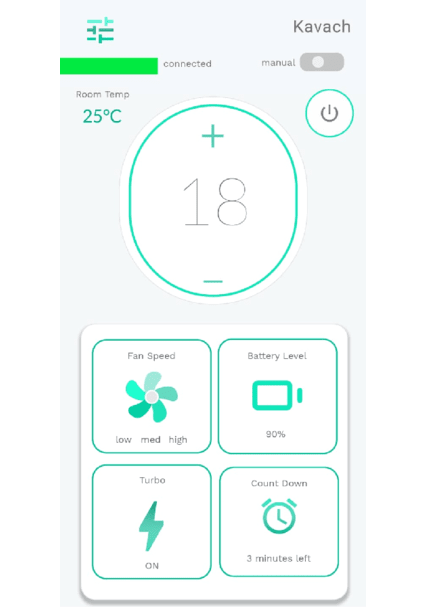 Kavach
connected
manual
Room Temp
25°C
+
18
−
Fan Speed
low med high
Battery Level
90%
Turbo
ON
Count Down
3 minutes left